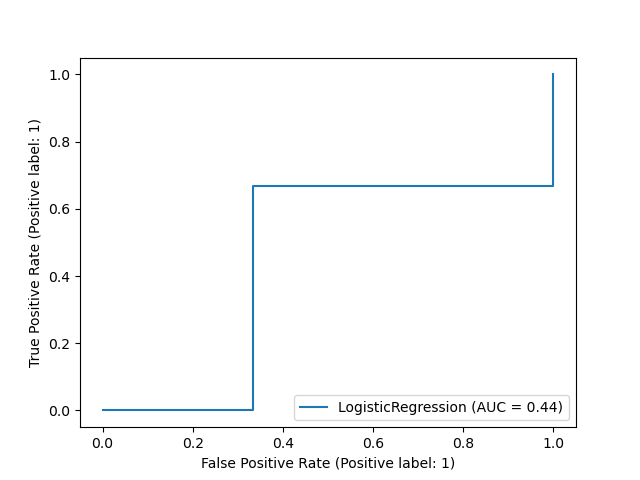 1.0
0.8
0.6
0.4
0.2
0.0
True Positive Rate (Positive label: 1)
LogisticRegression (AUC = 0.44)
0.0 0.2 0.4 0.6 0.8 1.0
False Positive Rate (Positive label: 1)